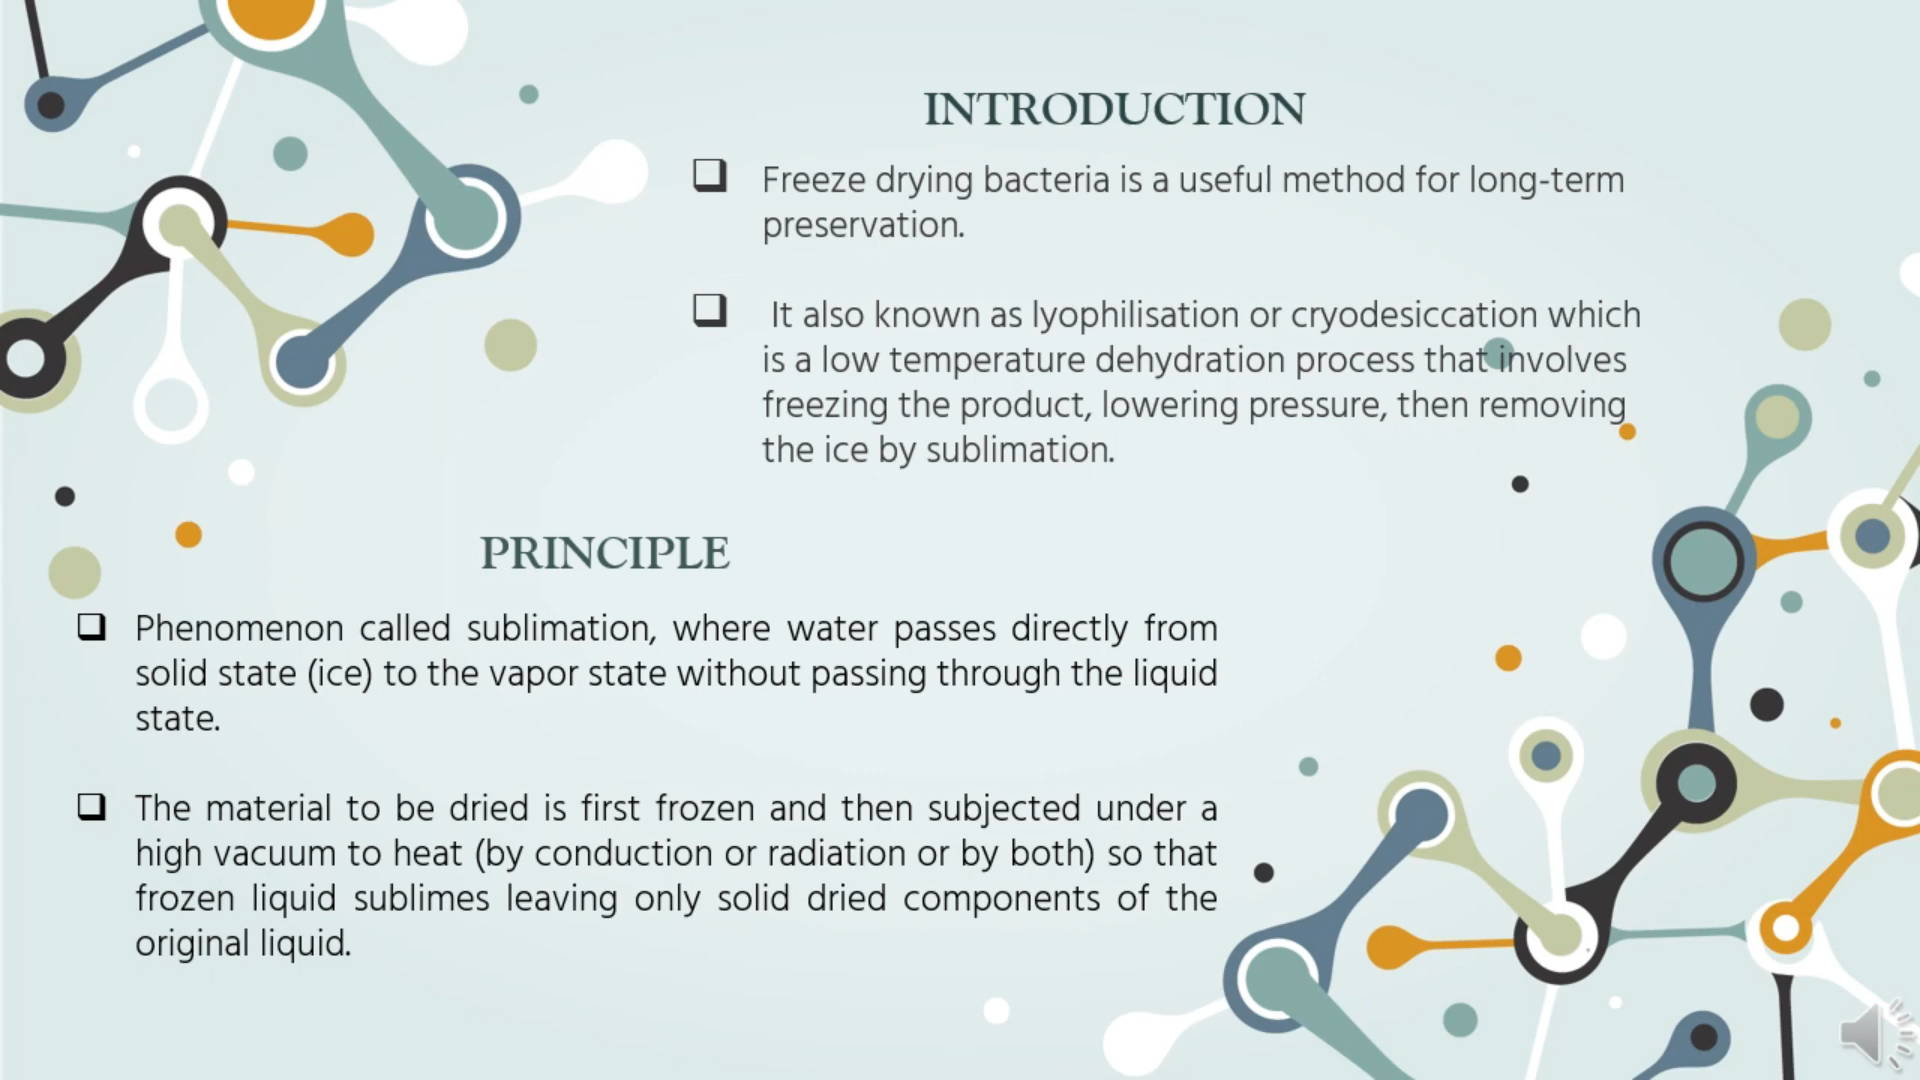 INTRODUCTION
❑ Freeze drying bacteria is a useful method for long-term
preservation.
❑ It also known as lyophilisation or cryodesiccation which
is a low temperature dehydration process that involves
freezing the product, lowering pressure, then removing
the ice by sublimation.
PRINCIPLE
❑ Phenomenon called sublimation, where water passes directly from
solid state (ice) to the vapor state without passing through the liquid
state.
❑ The material to be dried is first frozen and then subjected under a
high vacuum to heat (by conduction or radiation or by both) so that
frozen liquid sublimes leaving only solid dried components of the
original liquid.